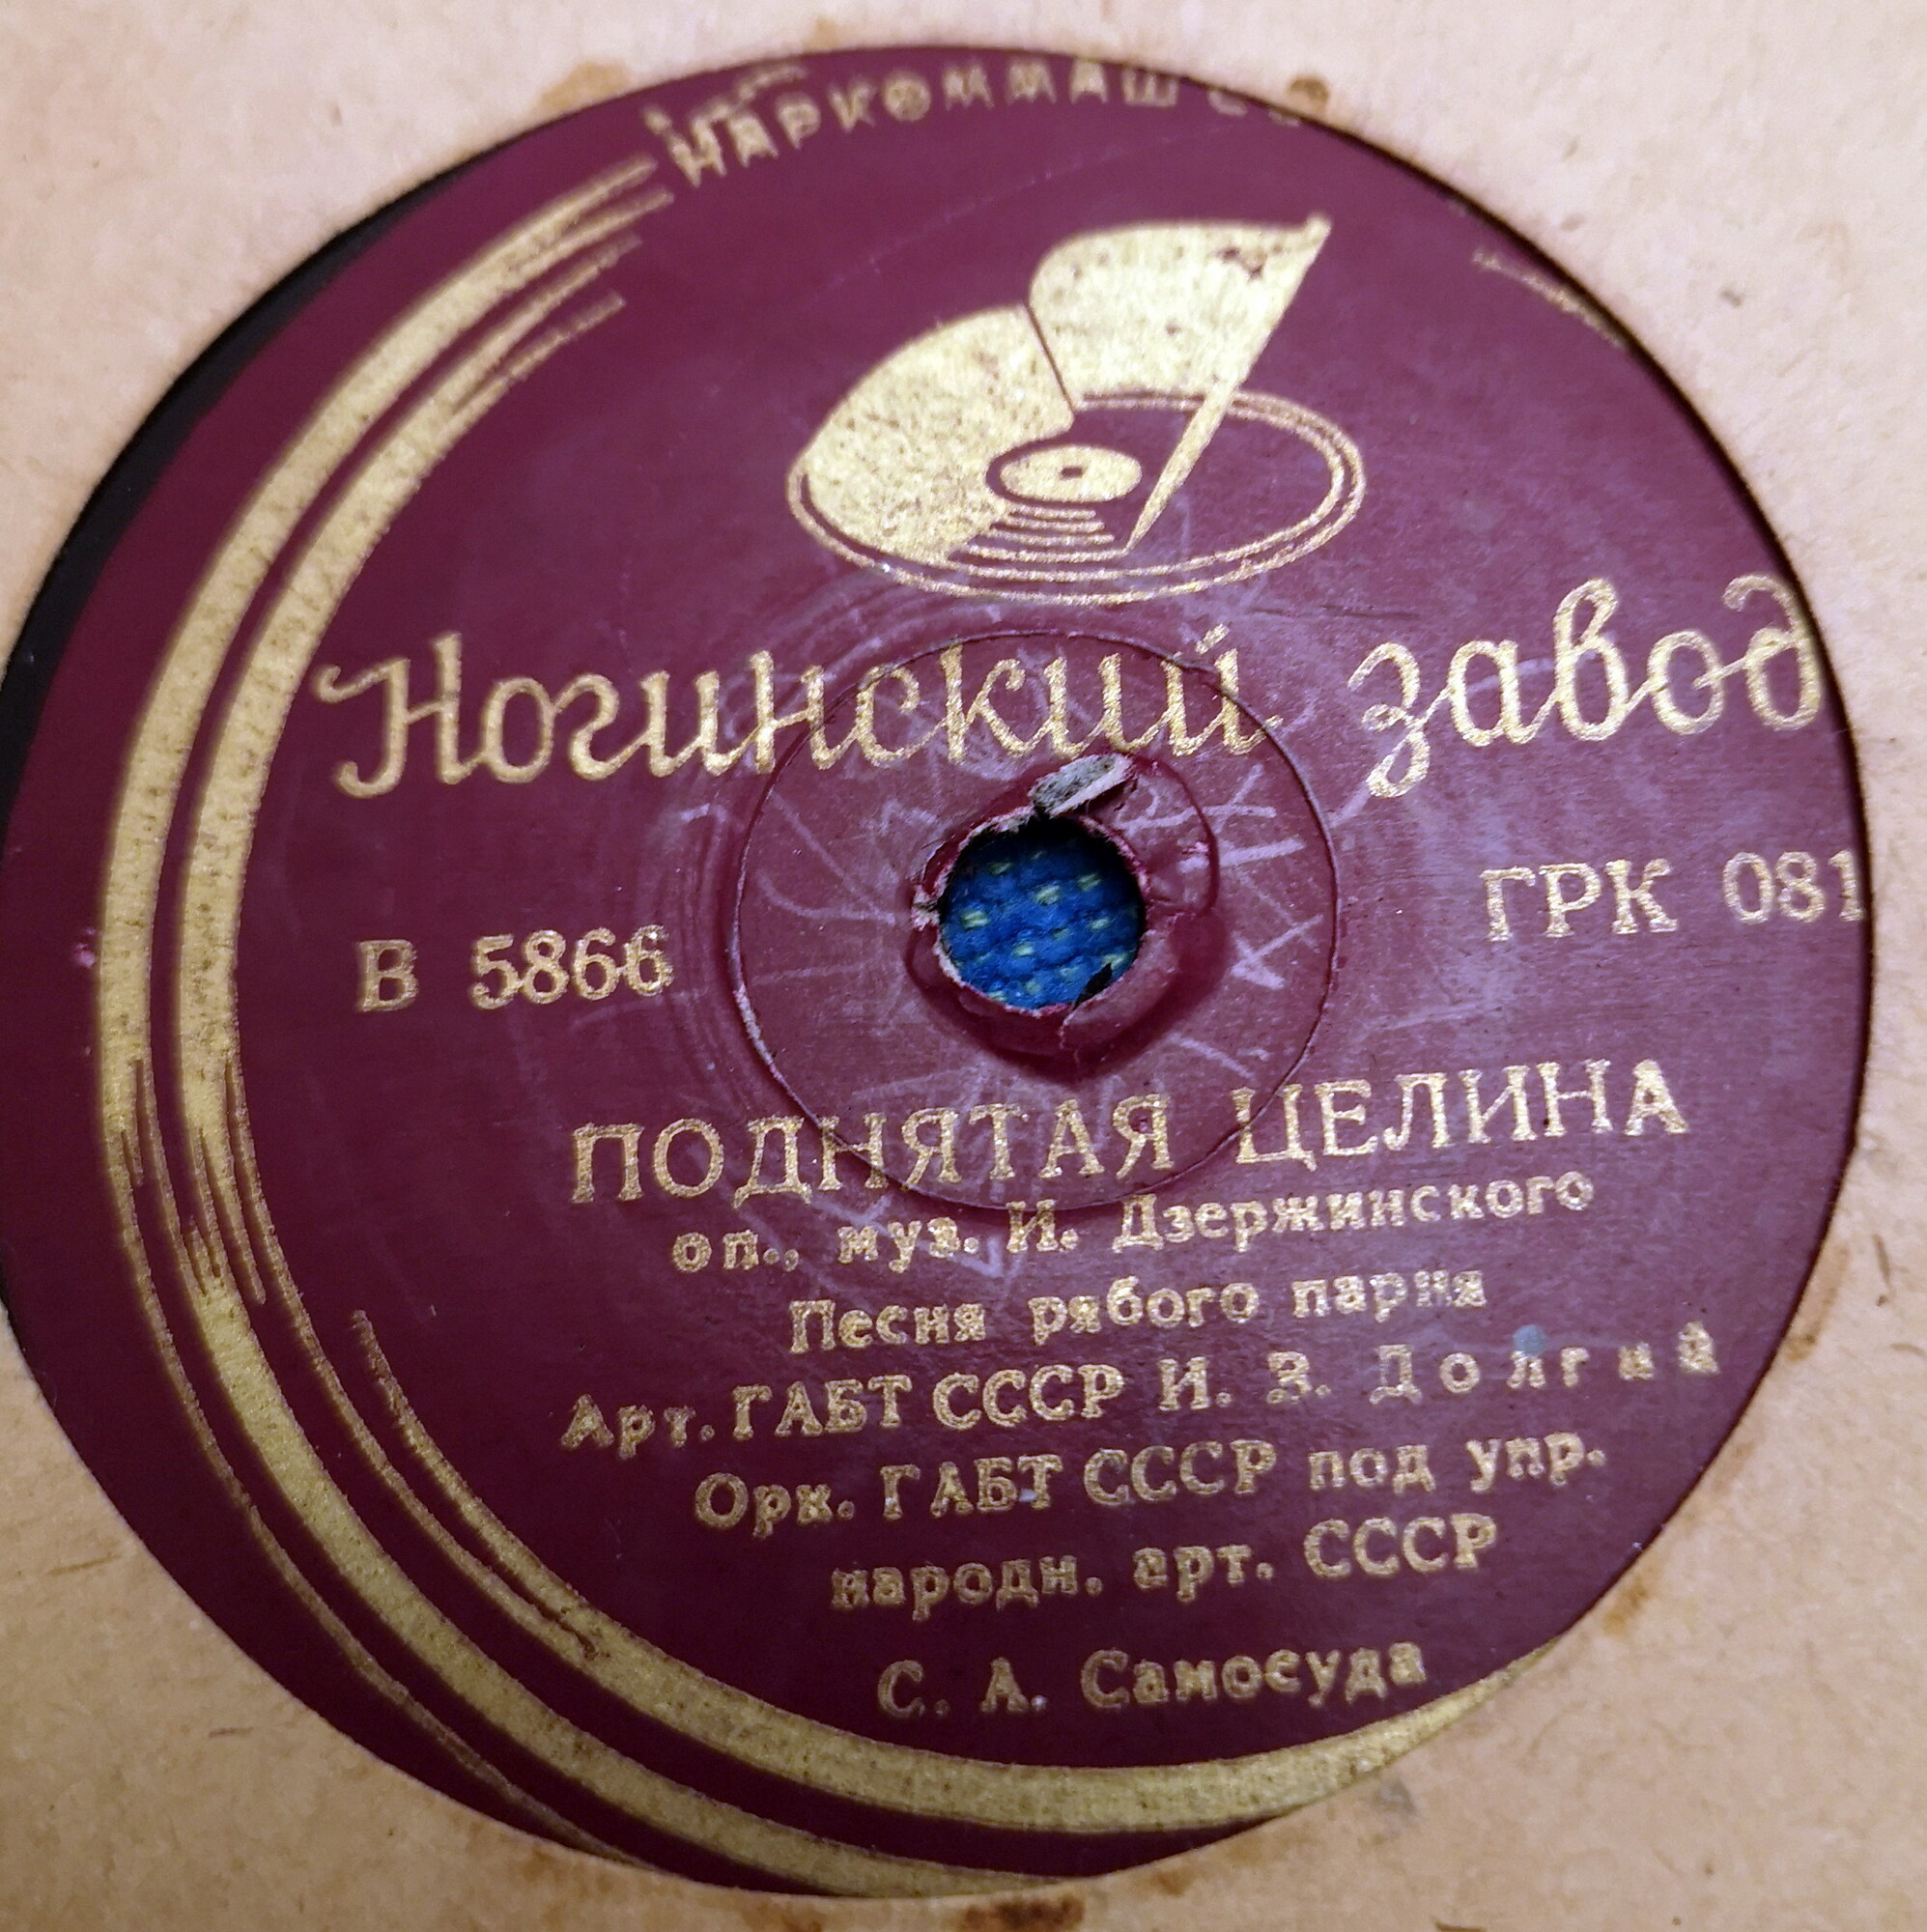 НАРКОММАШ
Ногинский завод
В 5866
ГРК 081
ПОДНЯТАЯ ЦЕЛИНА
оп., муз. И. Дзержинского
Песня рябого парня
Арт. ГАБТ СССР И. З. Долгий
Орк. ГАБТ СССР под упр.
народн. арт. СССР
С. А. Самосуда